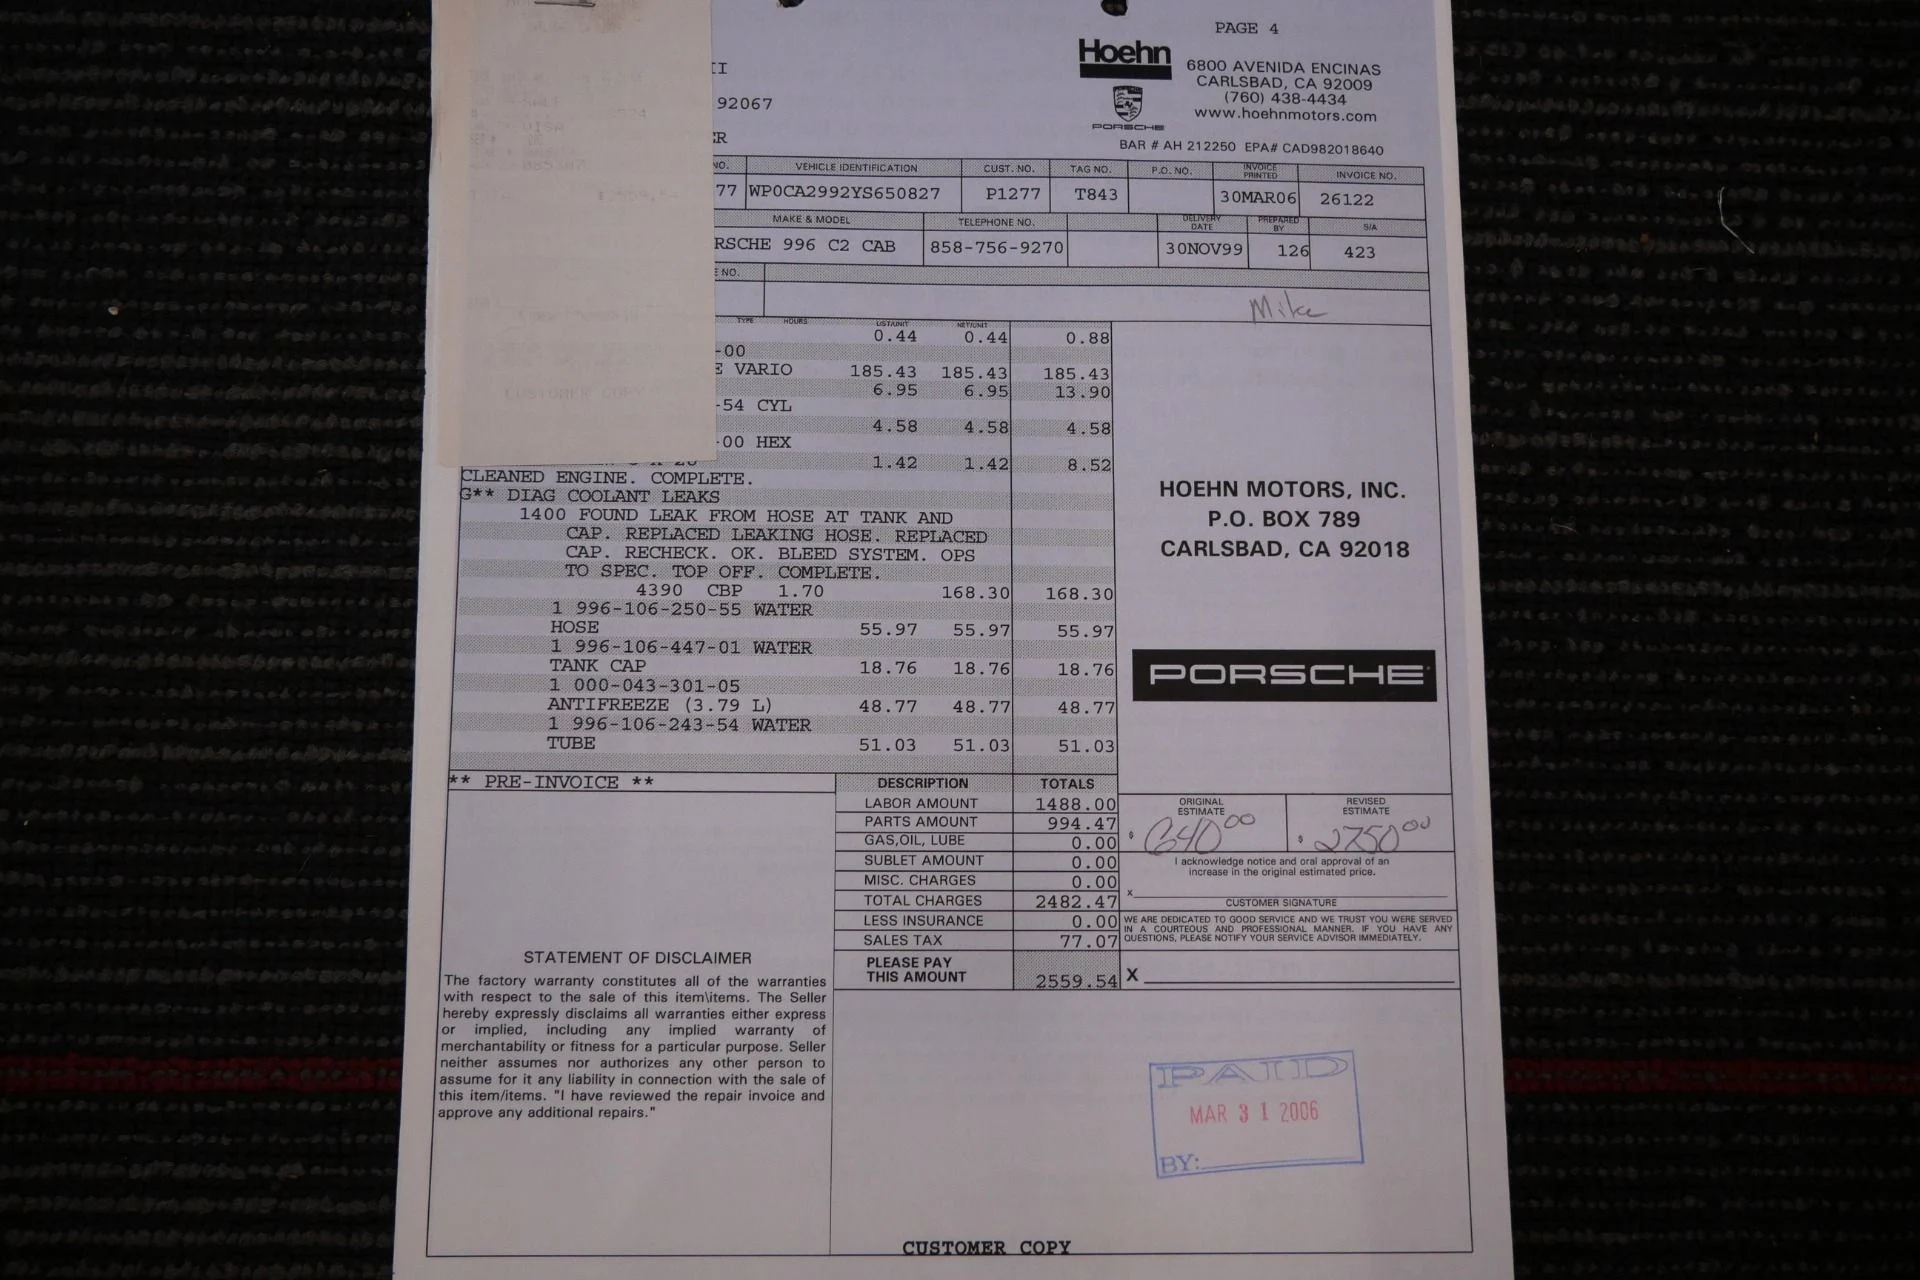 PAGE 4
Hoehn
PORSCHE
6800 AVENIDA ENCINAS
CARLSBAD, CA 92009
(760) 438-4434
www.hoehnmotors.com
BAR # AH 212250 EPA# CAD982018640
II
92067
ER
VISA
CUSTOMER COPY
NO. VEHICLE IDENTIFICATION CUST. NO. TAG NO. P.O. NO. INVOICE PRINTED INVOICE NO.
77 WP0CA2992YS650827 P1277 T843 30MAR06 26122
MAKE & MODEL TELEPHONE NO. DELIVERY DATE PREPARED BY S/A
RSCHE 996 C2 CAB 858-756-9270 30NOV99 126 423
E NO.
Mike
TYPE HOURS LIST/UNIT NET/UNIT
0.44 0.44 0.88
-00
E VARIO 185.43 185.43 185.43
6.95 6.95 13.90
-54 CYL
4.58 4.58 4.58
-00 HEX
1.42 1.42 8.52
CLEANED ENGINE. COMPLETE.
G** DIAG COOLANT LEAKS
1400 FOUND LEAK FROM HOSE AT TANK AND
CAP. REPLACED LEAKING HOSE. REPLACED
CAP. RECHECK. OK. BLEED SYSTEM. OPS
TO SPEC. TOP OFF. COMPLETE.
4390 CBP 1.70 168.30 168.30
1 996-106-250-55 WATER
HOSE 55.97 55.97 55.97
1 996-106-447-01 WATER
TANK CAP 18.76 18.76 18.76
1 000-043-301-05
ANTIFREEZE (3.79 L) 48.77 48.77 48.77
1 996-106-243-54 WATER
TUBE 51.03 51.03 51.03
HOEHN MOTORS, INC.
P.O. BOX 789
CARLSBAD, CA 92018
PORSCHE
** PRE-INVOICE **
DESCRIPTION TOTALS
LABOR AMOUNT 1488.00
PARTS AMOUNT 994.47
GAS,OIL, LUBE 0.00
SUBLET AMOUNT 0.00
MISC. CHARGES 0.00
TOTAL CHARGES 2482.47
LESS INSURANCE 0.00
SALES TAX 77.07
PLEASE PAY
THIS AMOUNT 2559.54
ORIGINAL ESTIMATE
$ 640 00
REVISED ESTIMATE
$ 2750 00
I acknowledge notice and oral approval of an
increase in the original estimated price.
x
CUSTOMER SIGNATURE
WE ARE DEDICATED TO GOOD SERVICE AND WE TRUST YOU WERE SERVED
IN A COURTEOUS AND PROFESSIONAL MANNER. IF YOU HAVE ANY
QUESTIONS, PLEASE NOTIFY YOUR SERVICE ADVISOR IMMEDIATELY.
X
STATEMENT OF DISCLAIMER
The factory warranty constitutes all of the warranties
with respect to the sale of this item\items. The Seller
hereby expressly disclaims all warranties either express
or implied, including any implied warranty of
merchantability or fitness for a particular purpose. Seller
neither assumes nor authorizes any other person to
assume for it any liability in connection with the sale of
this item/items. "I have reviewed the repair invoice and
approve any additional repairs."
PAID
MAR 31 2006
BY:
CUSTOMER COPY